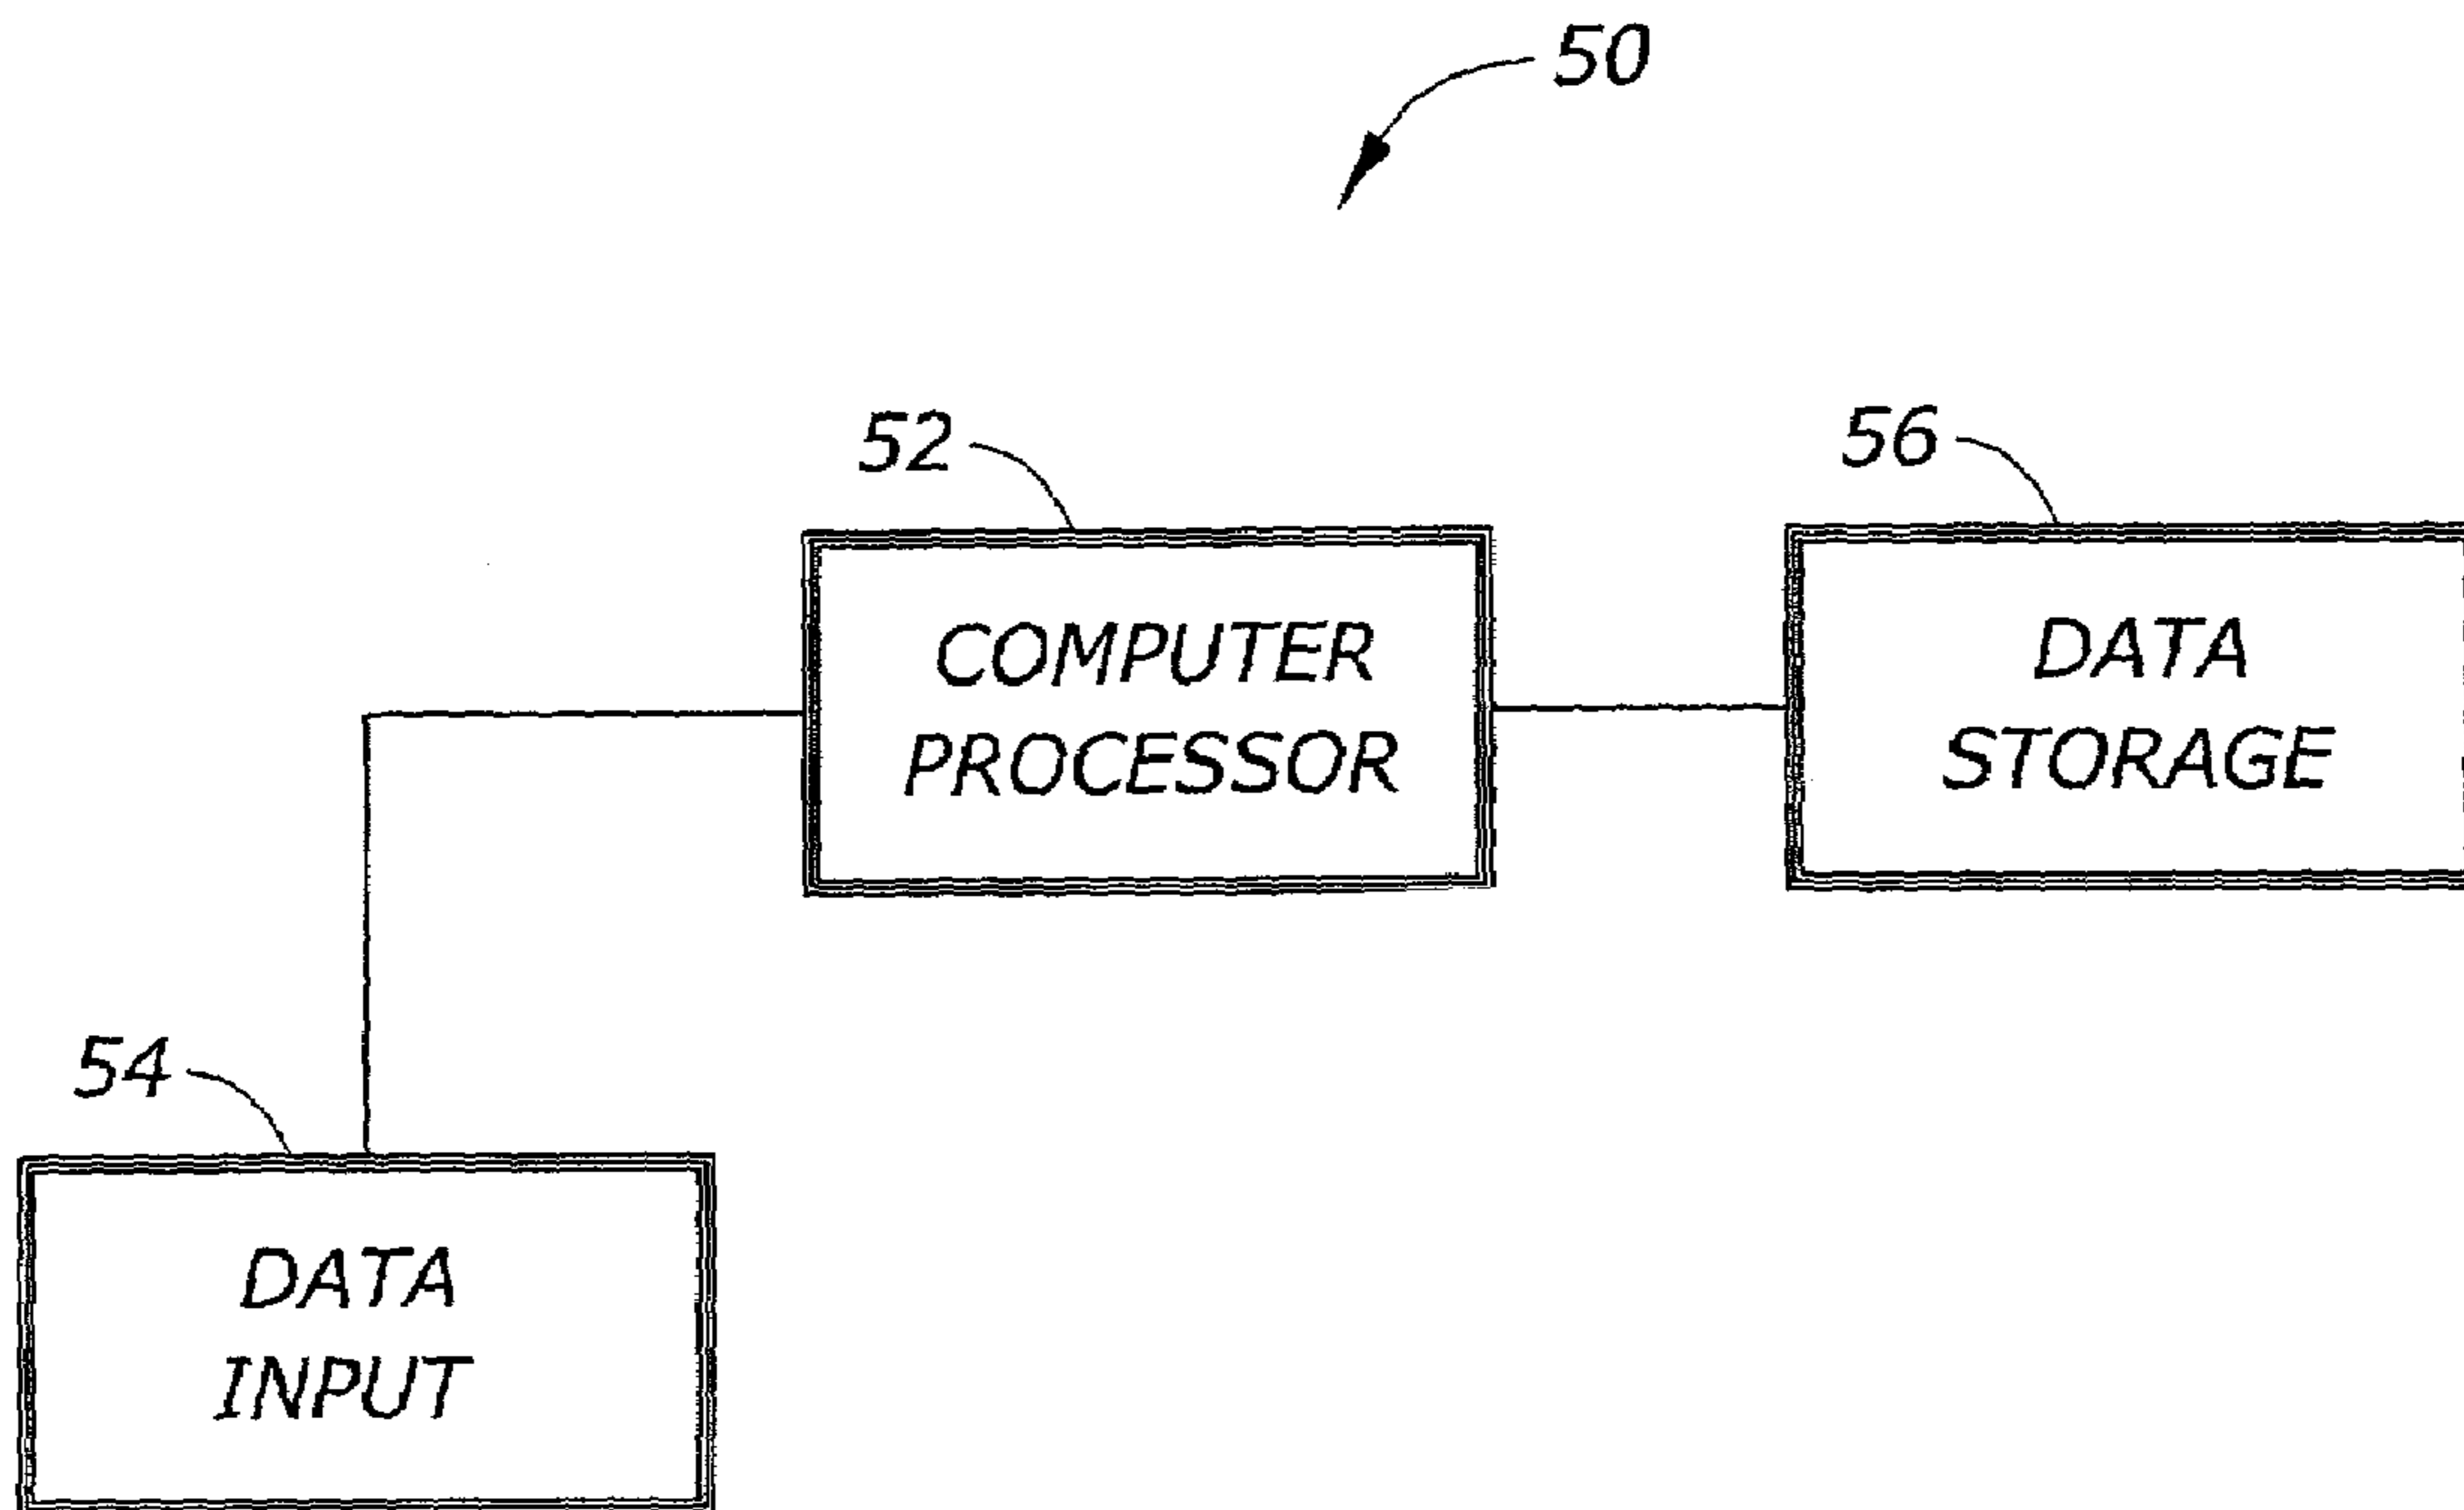 50
52
56
COMPUTER
PROCESSOR
DATA
STORAGE
54
DATA
INPUT